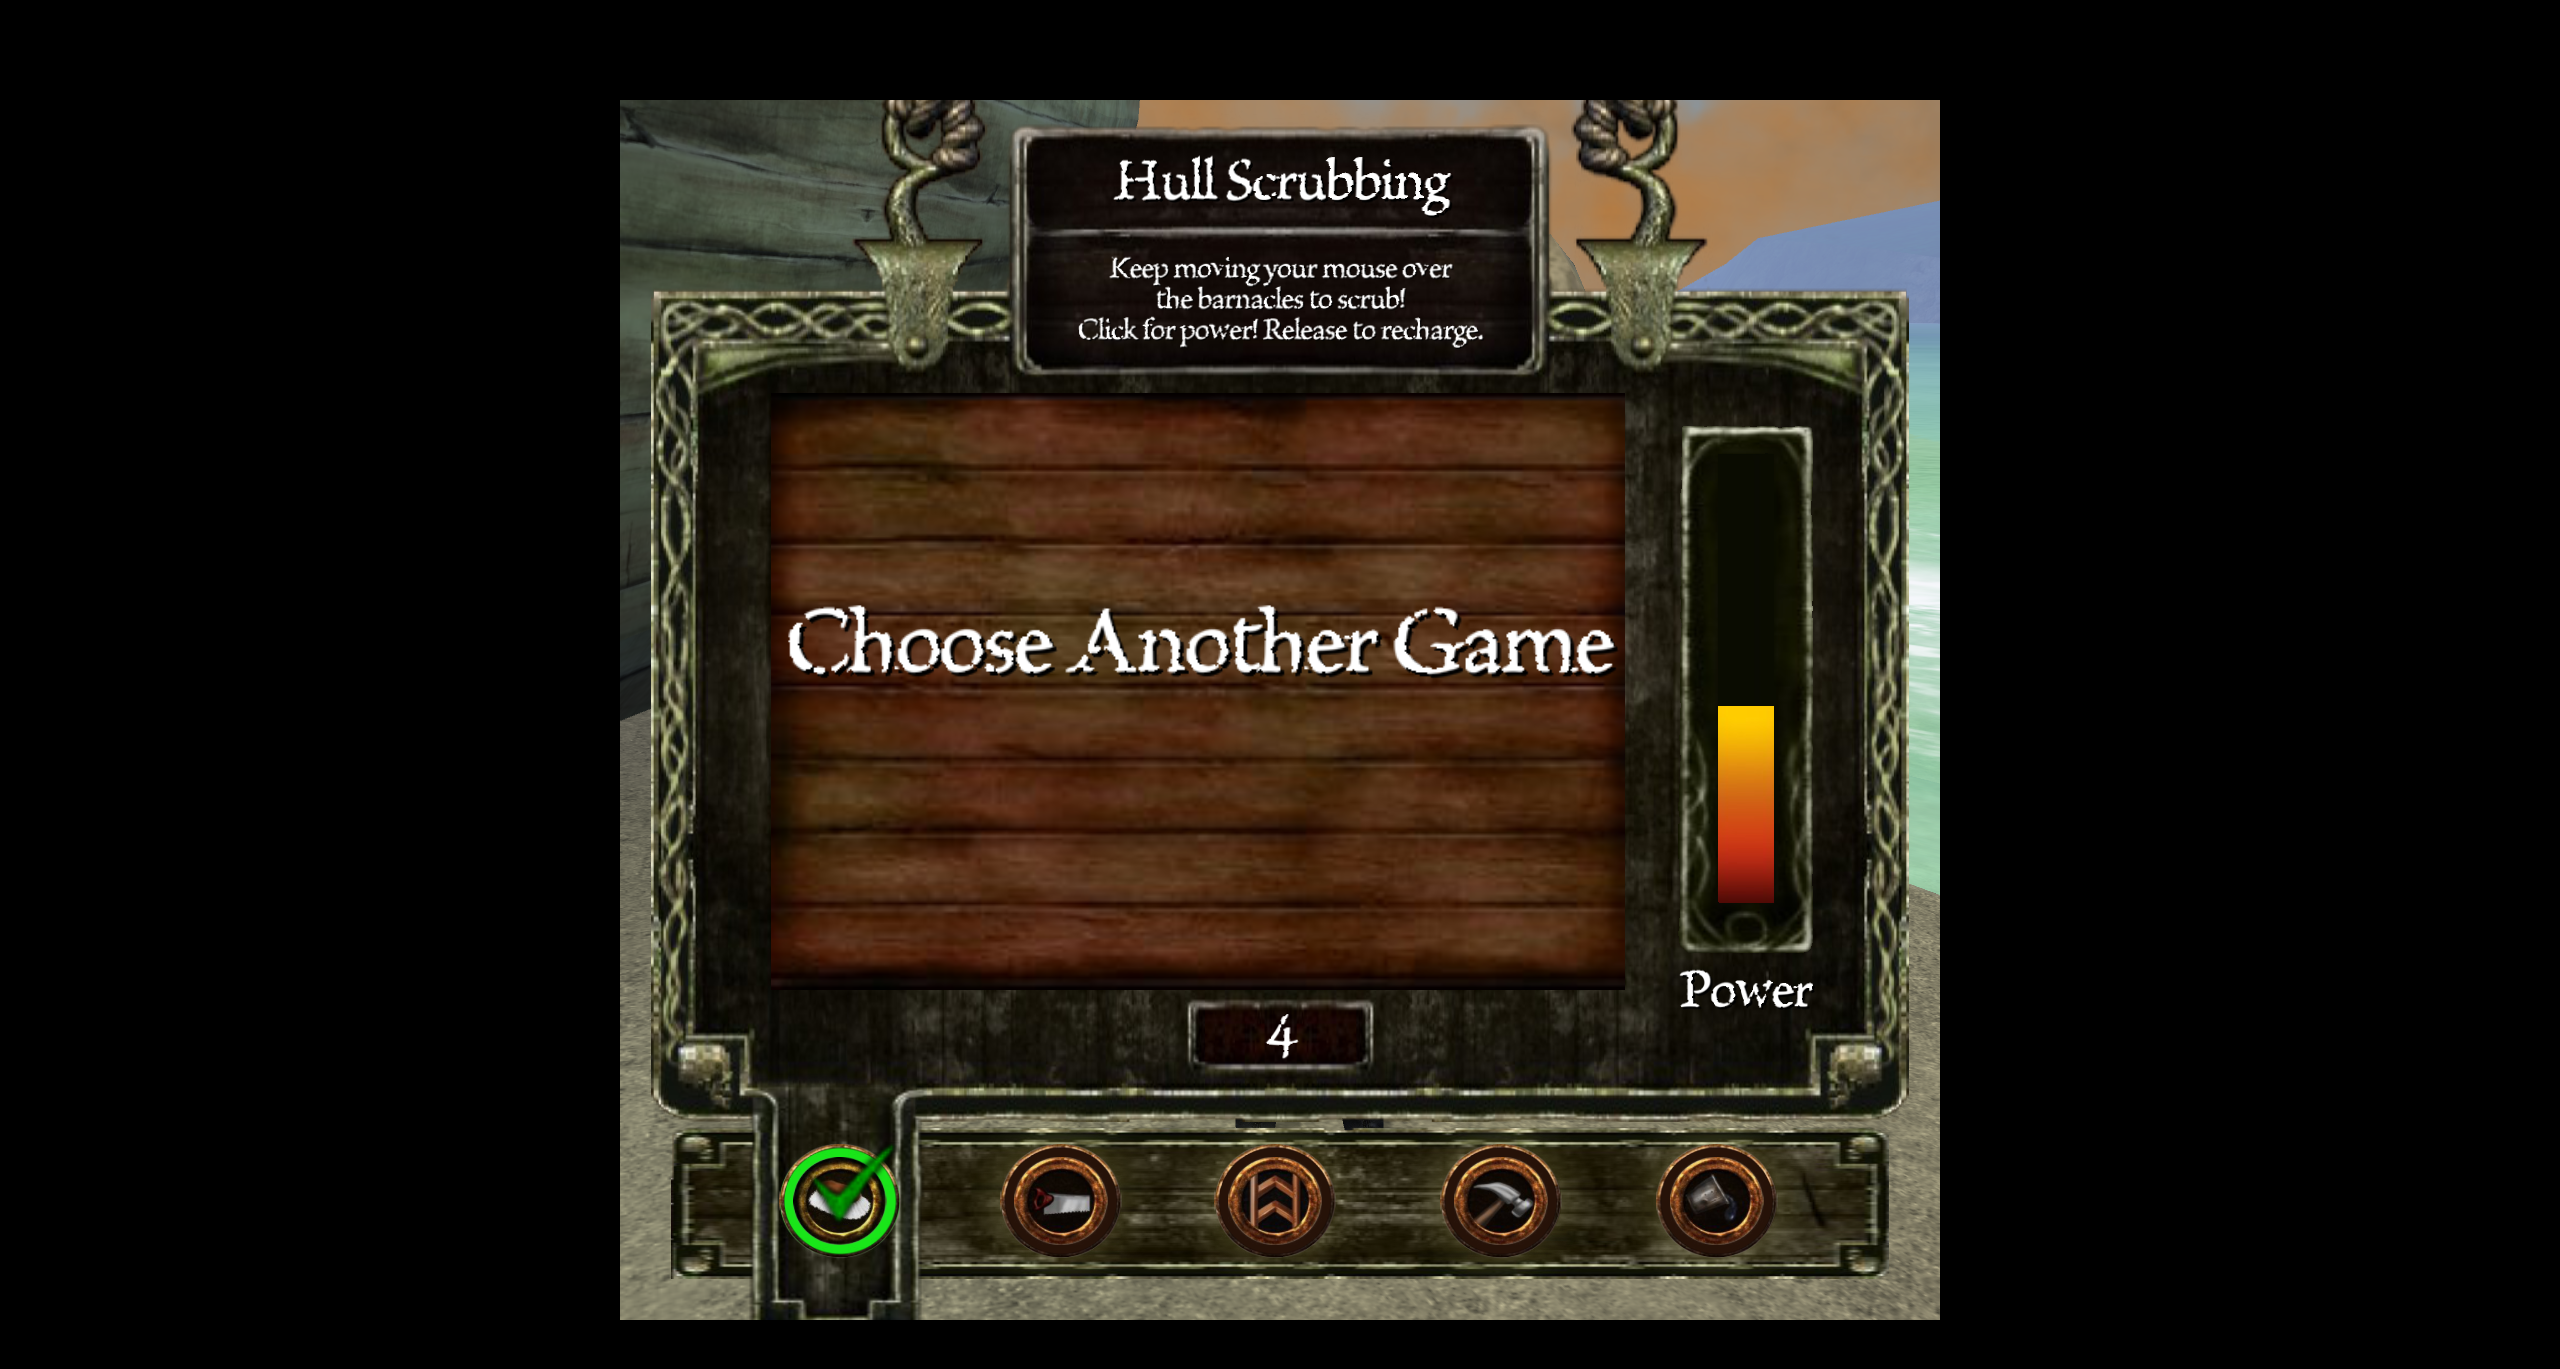 Hull Scrubbing
Keep moving your mouse over
the barnacles to scrub!
Click for power! Release to recharge.
Choose Another Game
Power
4